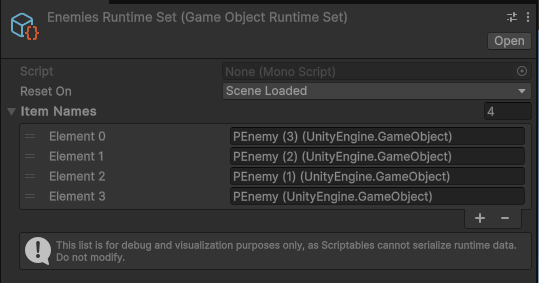 Enemies Runtime Set (Game Object Runtime Set)
Open
Script None (Mono Script)
Reset On Scene Loaded
Item Names 4
Element 0 PEnemy (3) (UnityEngine.GameObject)
Element 1 PEnemy (2) (UnityEngine.GameObject)
Element 2 PEnemy (1) (UnityEngine.GameObject)
Element 3 PEnemy (UnityEngine.GameObject)
+ −
This list is for debug and visualization purposes only, as Scriptables cannot serialize runtime data.
Do not modify.